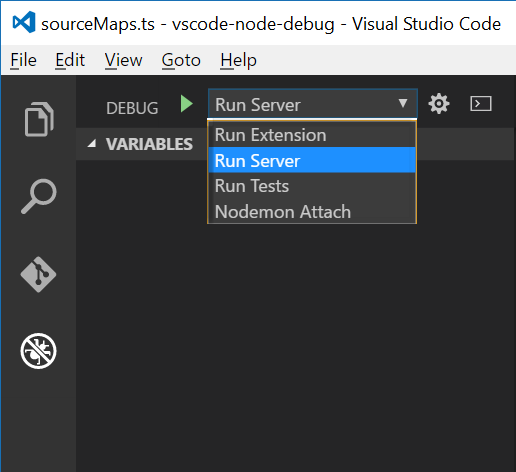 sourceMaps.ts - vscode-node-debug - Visual Studio Code
File Edit View Goto Help
DEBUG Run Server
VARIABLES
Run Extension
Run Server
Run Tests
Nodemon Attach